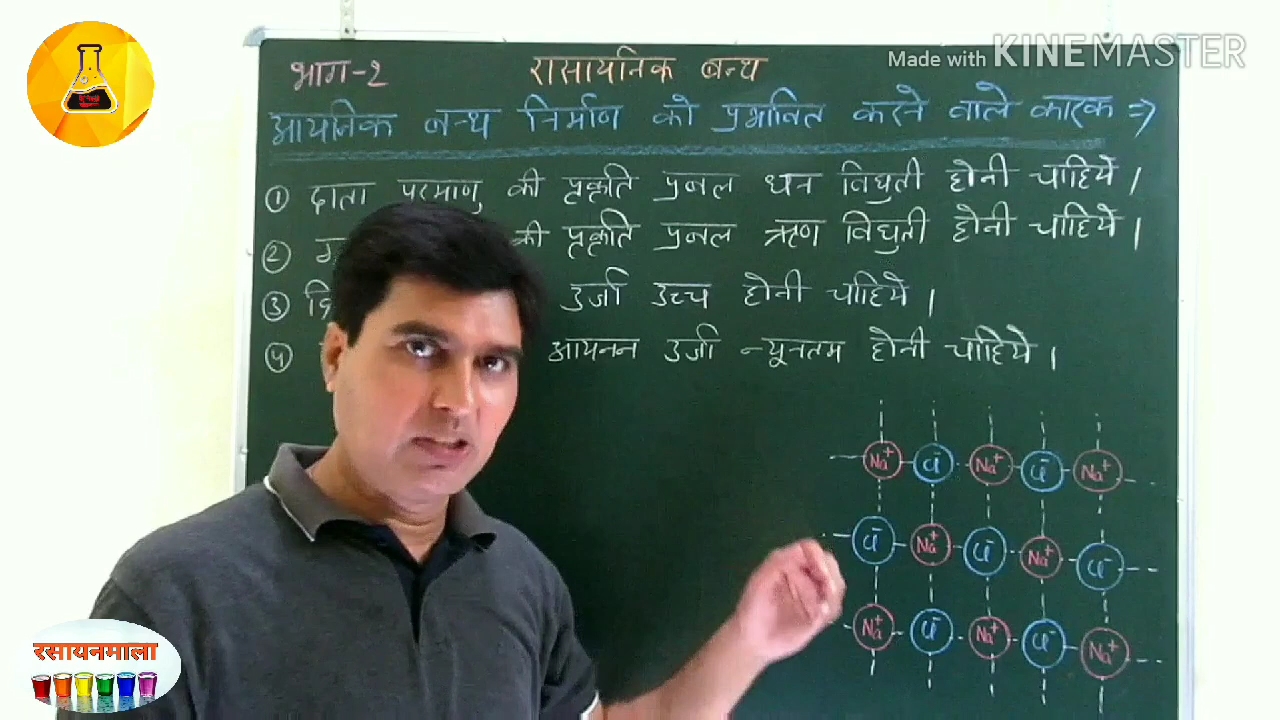 Made with KINEMASTER
भाग-2 रासायनिक बन्ध
आयनिक बन्ध निर्माण को प्रभावित करने वाले कारक ⇒
① दाता परमाणु की प्रकृति प्रबल धन विधुती होनी चाहिये।
② की प्रकृति प्रबल ऋण विधुती होनी चाहिये।
③ उर्जा उच्च होनी चाहिये।
④ आयनन उर्जा न्यूनतम होनी चाहिये।
Na⁺ Cl⁻ Na⁺ Cl⁻ Na⁺
Cl⁻ Na⁺ Cl⁻ Na⁺ Cl⁻
Na⁺ Cl⁻ Na⁺ Cl⁻ Na⁺
रसायनमाला